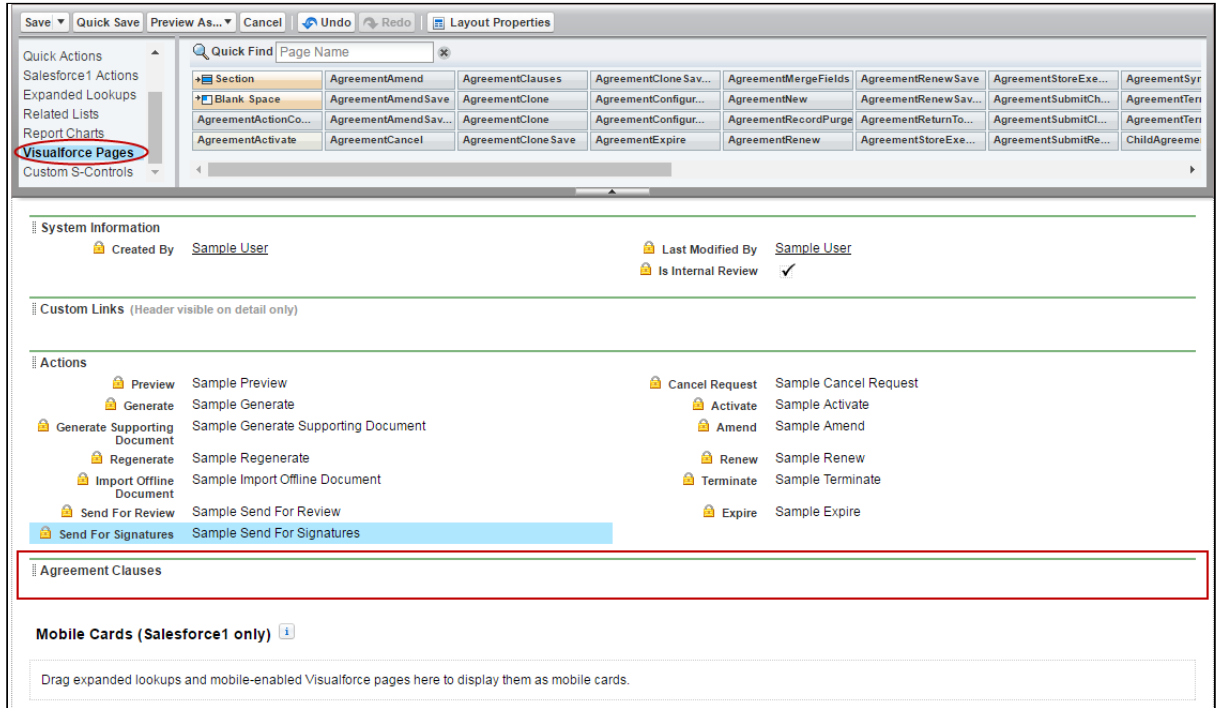 Save Quick Save Preview As... Cancel Undo Redo Layout Properties
Quick Actions
Salesforce1 Actions
Expanded Lookups
Related Lists
Report Charts
Visualforce Pages
Custom S-Controls
Quick Find Page Name
Section AgreementAmend AgreementClauses AgreementCloneSav... AgreementMergeFields AgreementRenewSave AgreementStoreExe... AgreementSyn
Blank Space AgreementAmendSave AgreementClone AgreementConfigur... AgreementNew AgreementRenewSav... AgreementSubmitCh... AgreementTerr
AgreementActionCo... AgreementAmendSav... AgreementClone AgreementConfigur... AgreementRecordPurge AgreementReturnTo... AgreementSubmitCl... AgreementTerr
AgreementActivate AgreementCancel AgreementCloneSave AgreementExpire AgreementRenew AgreementStoreExe... AgreementSubmitRe... ChildAgreeme
System Information
Created By Sample User Last Modified By Sample User
Is Internal Review
Custom Links (Header visible on detail only)
Actions
Preview Sample Preview Cancel Request Sample Cancel Request
Generate Sample Generate Activate Sample Activate
Generate Supporting Document Sample Generate Supporting Document Amend Sample Amend
Regenerate Sample Regenerate Renew Sample Renew
Import Offline Document Sample Import Offline Document Terminate Sample Terminate
Send For Review Sample Send For Review Expire Sample Expire
Send For Signatures Sample Send For Signatures
Agreement Clauses
Mobile Cards (Salesforce1 only) i
Drag expanded lookups and mobile-enabled Visualforce pages here to display them as mobile cards.